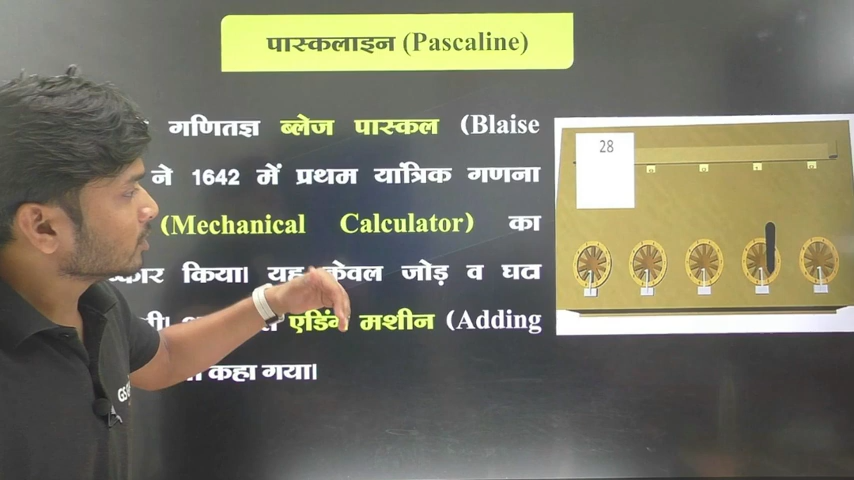 पास्कलाइन (Pascaline)
गणितज्ञ ब्लेज पास्कल (Blaise
ने 1642 में प्रथम यांत्रिक गणना
(Mechanical Calculator) का
किया। यह केवल जोड़ व घटा
एडिंग मशीन (Adding
कहा गया।
28